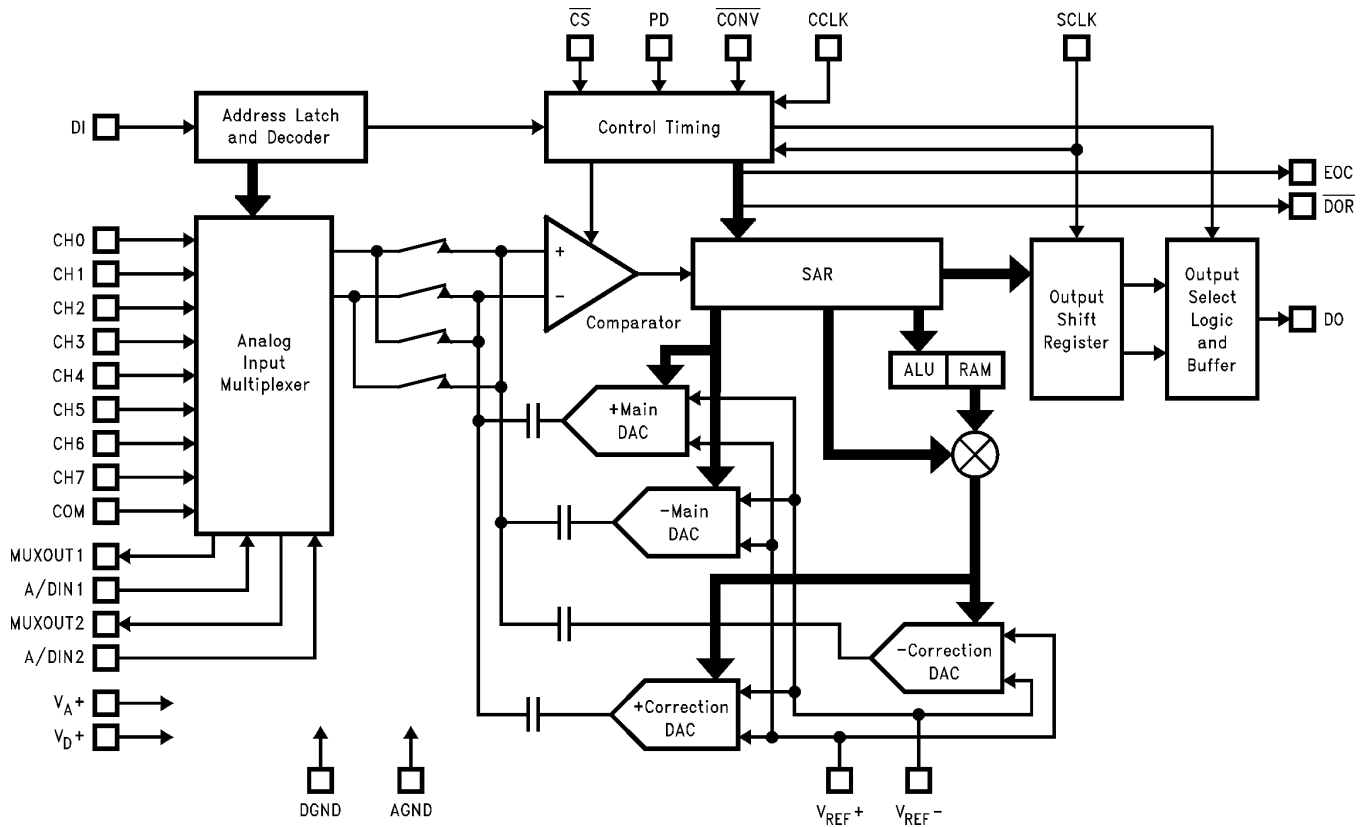 CS PD CONV CCLK SCLK
DI
Address Latch
and Decoder
Control Timing
EOC
DOR
CH0
CH1
CH2
CH3
CH4
CH5
CH6
CH7
COM
MUXOUT1
A/DIN1
MUXOUT2
A/DIN2
VA+
VD+
Analog
Input
Multiplexer
+
−
Comparator
SAR
ALU RAM
Output
Shift
Register
Output
Select
Logic
and
Buffer
DO
+Main
DAC
−Main
DAC
−Correction
DAC
+Correction
DAC
DGND AGND VREF+ VREF−